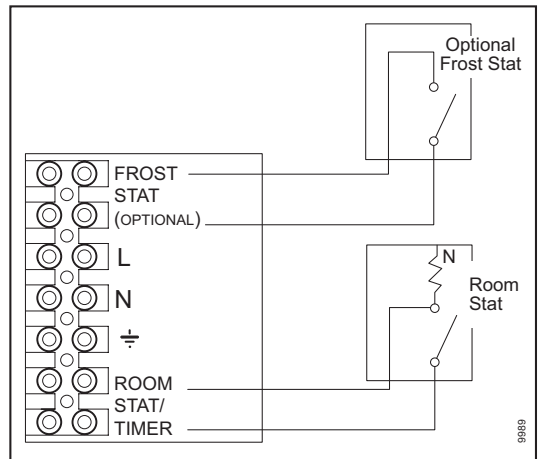 Optional
Frost Stat
FROST
STAT
(OPTIONAL)
L
N
ROOM
STAT/
TIMER
N
Room
Stat
9989